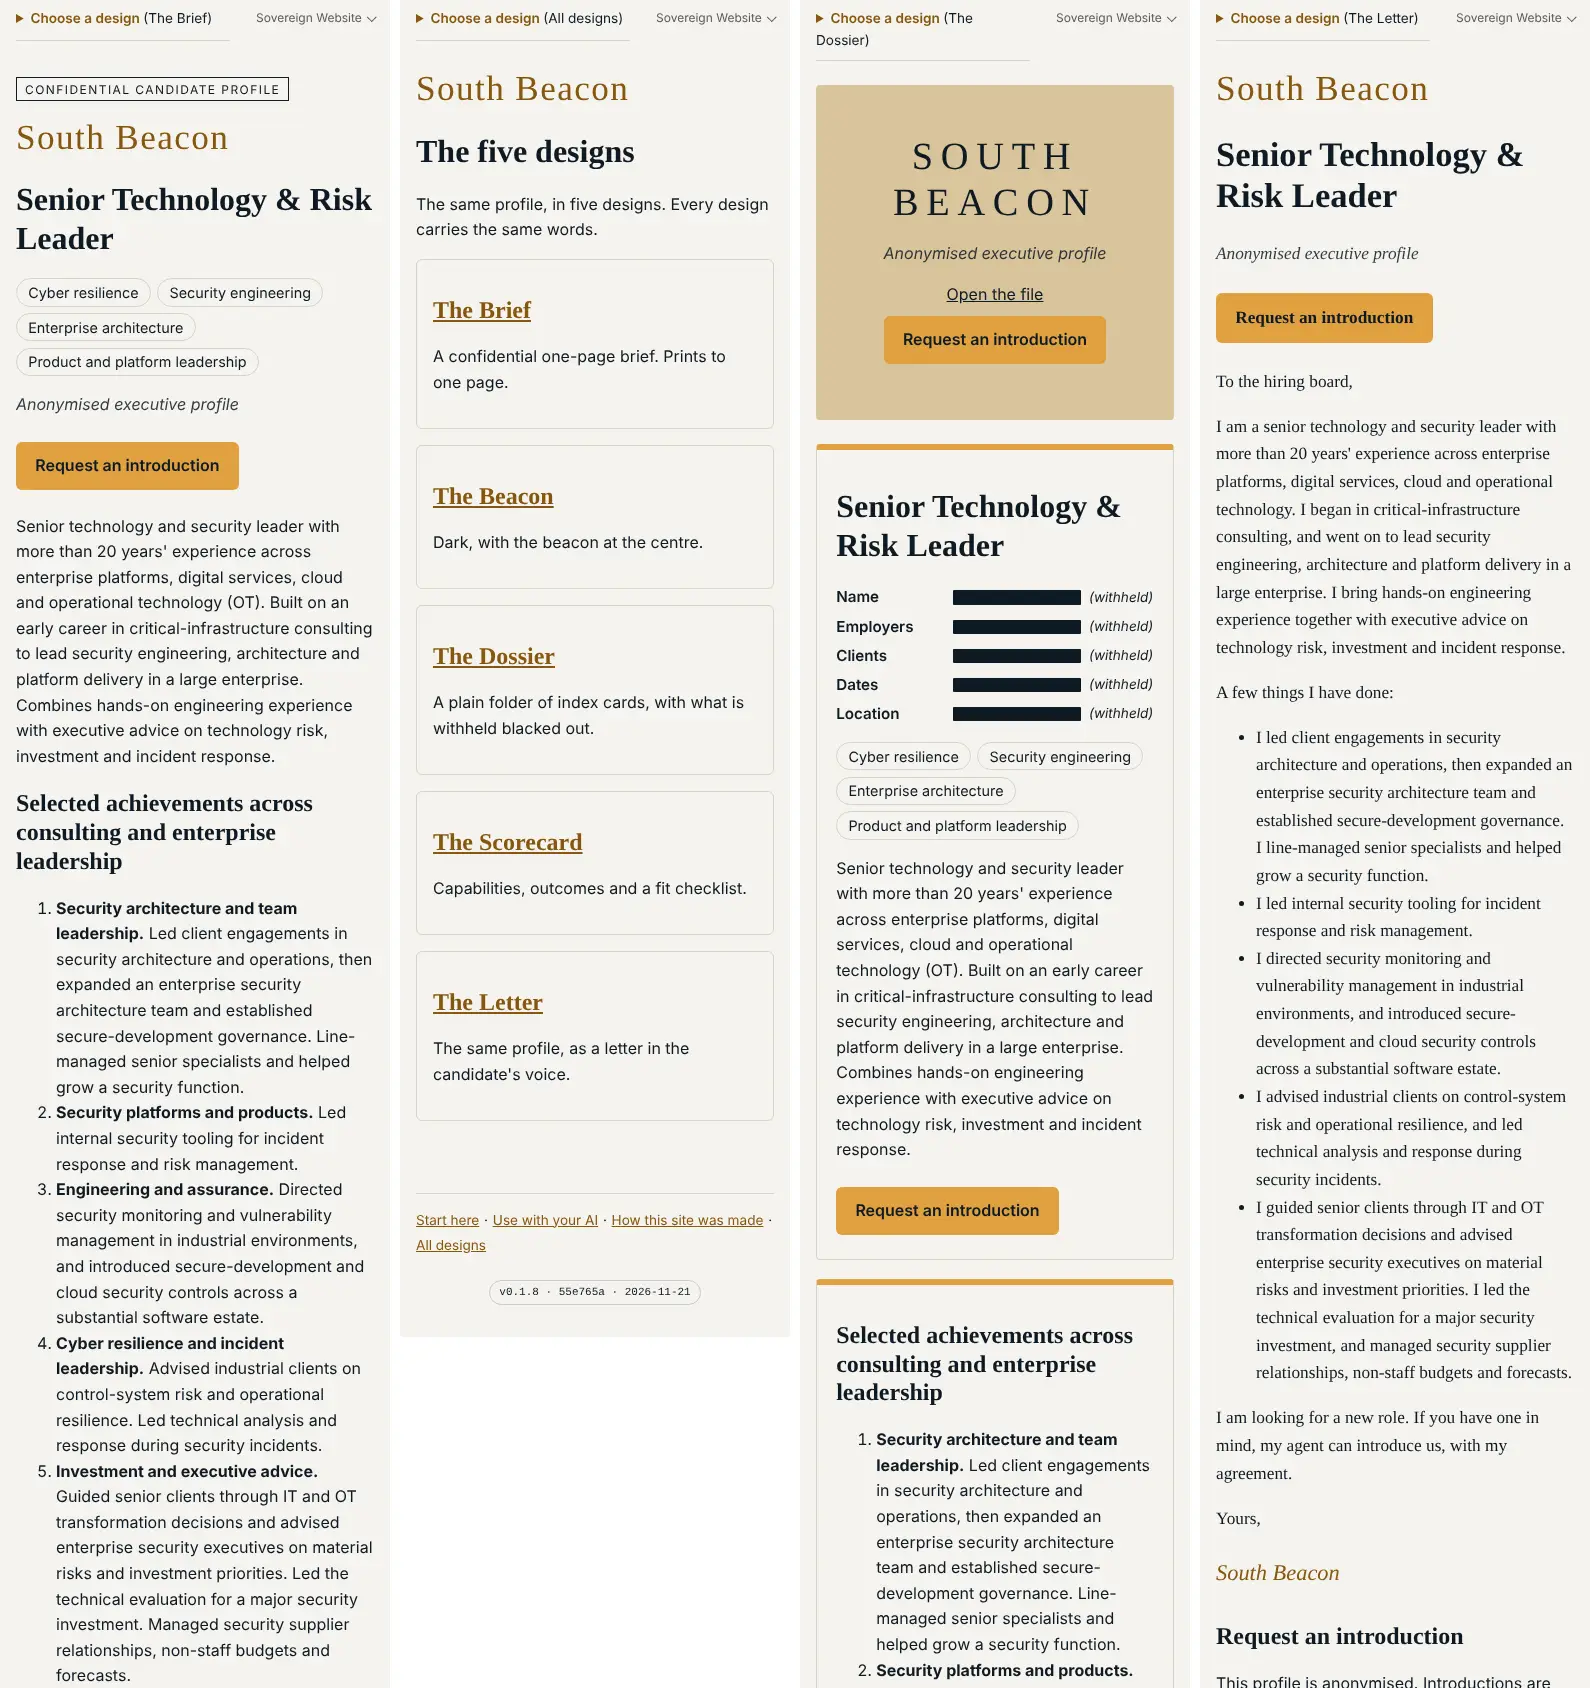 ▶ Choose a design (The Brief)
Sovereign Website
CONFIDENTIAL CANDIDATE PROFILE
South Beacon
Senior Technology & Risk
Leader
Cyber resilience
Security engineering
Enterprise architecture
Product and platform leadership
Anonymised executive profile
Request an introduction
Senior technology and security leader with
more than 20 years' experience across
enterprise platforms, digital services, cloud
and operational technology (OT). Built on an
early career in critical-infrastructure consulting
to lead security engineering, architecture and
platform delivery in a large enterprise.
Combines hands-on engineering experience
with executive advice on technology risk,
investment and incident response.
Selected achievements across
consulting and enterprise
leadership
1. Security architecture and team
leadership. Led client engagements in
security architecture and operations, then
expanded an enterprise security
architecture team and established
secure-development governance. Line-
managed senior specialists and helped
grow a security function.
2. Security platforms and products. Led
internal security tooling for incident
response and risk management.
3. Engineering and assurance. Directed
security monitoring and vulnerability
management in industrial environments,
and introduced secure-development and
cloud security controls across a
substantial software estate.
4. Cyber resilience and incident
leadership. Advised industrial clients on
control-system risk and operational
resilience. Led technical analysis and
response during security incidents.
5. Investment and executive advice.
Guided senior clients through IT and OT
transformation decisions and advised
enterprise security executives on material
risks and investment priorities. Led the
technical evaluation for a major security
investment. Managed security supplier
relationships, non-staff budgets and
forecasts.
▶ Choose a design (All designs)
Sovereign Website
South Beacon
The five designs
The same profile, in five designs. Every design
carries the same words.
The Brief
A confidential one-page brief. Prints to
one page.
The Beacon
Dark, with the beacon at the centre.
The Dossier
A plain folder of index cards, with what is
withheld blacked out.
The Scorecard
Capabilities, outcomes and a fit checklist.
The Letter
The same profile, as a letter in the
candidate's voice.
Start here · Use with your AI · How this site was made ·
All designs
v0.1.8 · 55e765a · 2026-11-21
▶ Choose a design (The
Dossier)
Sovereign Website
SOUTH
BEACON
Anonymised executive profile
Open the file
Request an introduction
Senior Technology &
Risk Leader
Name (withheld)
Employers (withheld)
Clients (withheld)
Dates (withheld)
Location (withheld)
Cyber resilience
Security engineering
Enterprise architecture
Product and platform leadership
Senior technology and security leader
with more than 20 years' experience
across enterprise platforms, digital
services, cloud and operational
technology (OT). Built on an early career
in critical-infrastructure consulting to lead
security engineering, architecture and
platform delivery in a large enterprise.
Combines hands-on engineering
experience with executive advice on
technology risk, investment and incident
response.
Request an introduction
Selected achievements across
consulting and enterprise
leadership
1. Security architecture and team
leadership. Led client engagements
in security architecture and
operations, then expanded an
enterprise security architecture
team and established secure-
development governance. Line-
managed senior specialists and
helped grow a security function.
2. Security platforms and products.
▶ Choose a design (The Letter)
Sovereign Website
South Beacon
Senior Technology &
Risk Leader
Anonymised executive profile
Request an introduction
To the hiring board,
I am a senior technology and security leader with
more than 20 years' experience across enterprise
platforms, digital services, cloud and operational
technology. I began in critical-infrastructure
consulting, and went on to lead security
engineering, architecture and platform delivery in a
large enterprise. I bring hands-on engineering
experience together with executive advice on
technology risk, investment and incident response.
A few things I have done:
• I led client engagements in security
architecture and operations, then expanded an
enterprise security architecture team and
established secure-development governance.
I line-managed senior specialists and helped
grow a security function.
• I led internal security tooling for incident
response and risk management.
• I directed security monitoring and
vulnerability management in industrial
environments, and introduced secure-
development and cloud security controls
across a substantial software estate.
• I advised industrial clients on control-system
risk and operational resilience, and led
technical analysis and response during
security incidents.
• I guided senior clients through IT and OT
transformation decisions and advised
enterprise security executives on material
risks and investment priorities. I led the
technical evaluation for a major security
investment, and managed security supplier
relationships, non-staff budgets and forecasts.
I am looking for a new role. If you have one in
mind, my agent can introduce us, with my
agreement.
Yours,
South Beacon
Request an introduction
This profile is anonymised. Introductions are